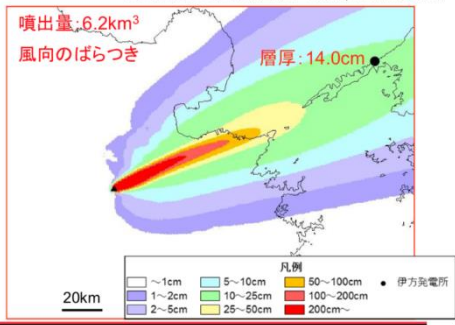 噴出量:6.2km³
風向のばらつき
層厚:14.0cm
20km
凡例
～1cm
5～10cm
50～100cm
● 伊方発電所
1～2cm
10～25cm
100～200cm
2～5cm
25～50cm
200cm～